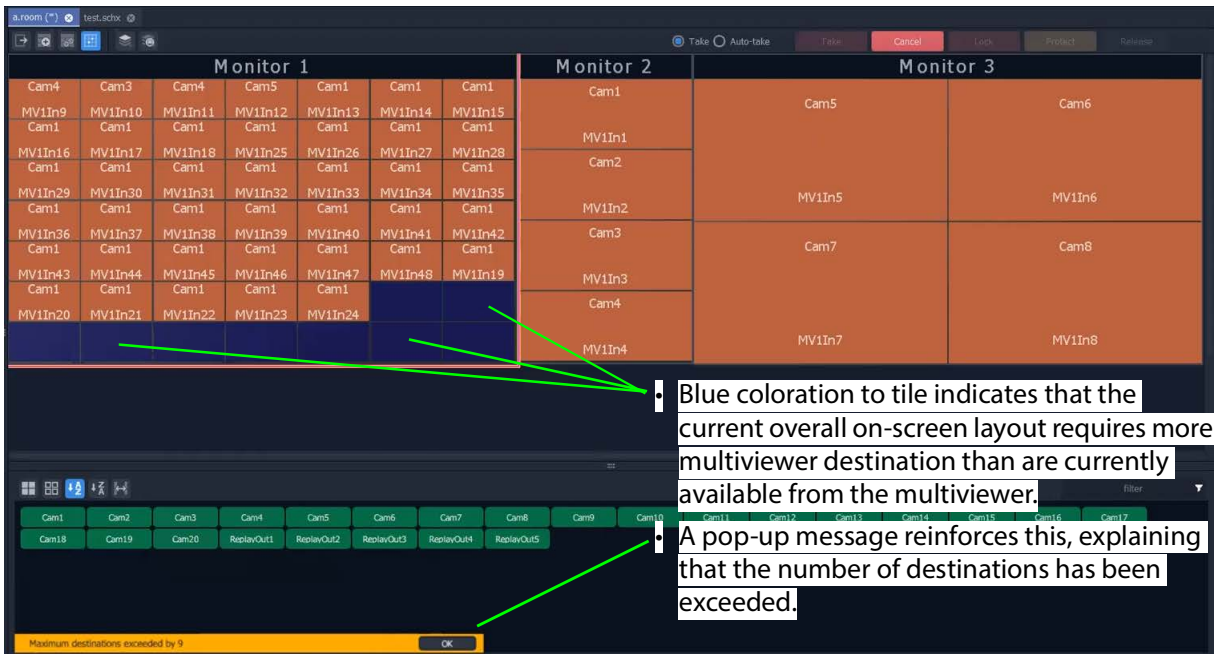 a.room (*) test.schx
Take Auto-take Take Cancel Lock Protect Release
Monitor 1 Monitor 2 Monitor 3
Cam4 Cam3 Cam4 Cam5 Cam1 Cam1 Cam1
MV1In9 MV1In10 MV1In11 MV1In12 MV1In13 MV1In14 MV1In15
Cam1 Cam1 Cam1 Cam1 Cam1 Cam1 Cam1
MV1In16 MV1In17 MV1In18 MV1In25 MV1In26 MV1In27 MV1In28
Cam1 Cam1 Cam1 Cam1 Cam1 Cam1 Cam1
MV1In29 MV1In30 MV1In31 MV1In32 MV1In33 MV1In34 MV1In35
Cam1 Cam1 Cam1 Cam1 Cam1 Cam1 Cam1
MV1In36 MV1In37 MV1In38 MV1In39 MV1In40 MV1In41 MV1In42
Cam1 Cam1 Cam1 Cam1 Cam1 Cam1 Cam1
MV1In43 MV1In44 MV1In45 MV1In46 MV1In47 MV1In48 MV1In19
Cam1 Cam1 Cam1 Cam1 Cam1
MV1In20 MV1In21 MV1In22 MV1In23 MV1In24
Cam1
MV1In1
Cam2
MV1In2
Cam3
MV1In3
Cam4
MV1In4
Cam5 Cam6
MV1In5 MV1In6
Cam7 Cam8
MV1In7 MV1In8
• Blue coloration to tile indicates that the
current overall on-screen layout requires more
multiviewer destination than are currently
available from the multiviewer.
filter
Cam1 Cam2 Cam3 Cam4 Cam5 Cam6 Cam7 Cam8 Cam9 Cam10 Cam11 Cam12 Cam13 Cam14 Cam15 Cam16 Cam17
Cam18 Cam19 Cam20 ReplayOut1 ReplayOut2 ReplayOut3 ReplayOut4 ReplayOut5
• A pop-up message reinforces this, explaining
that the number of destinations has been
exceeded.
Maximum destinations exceeded by 9 OK